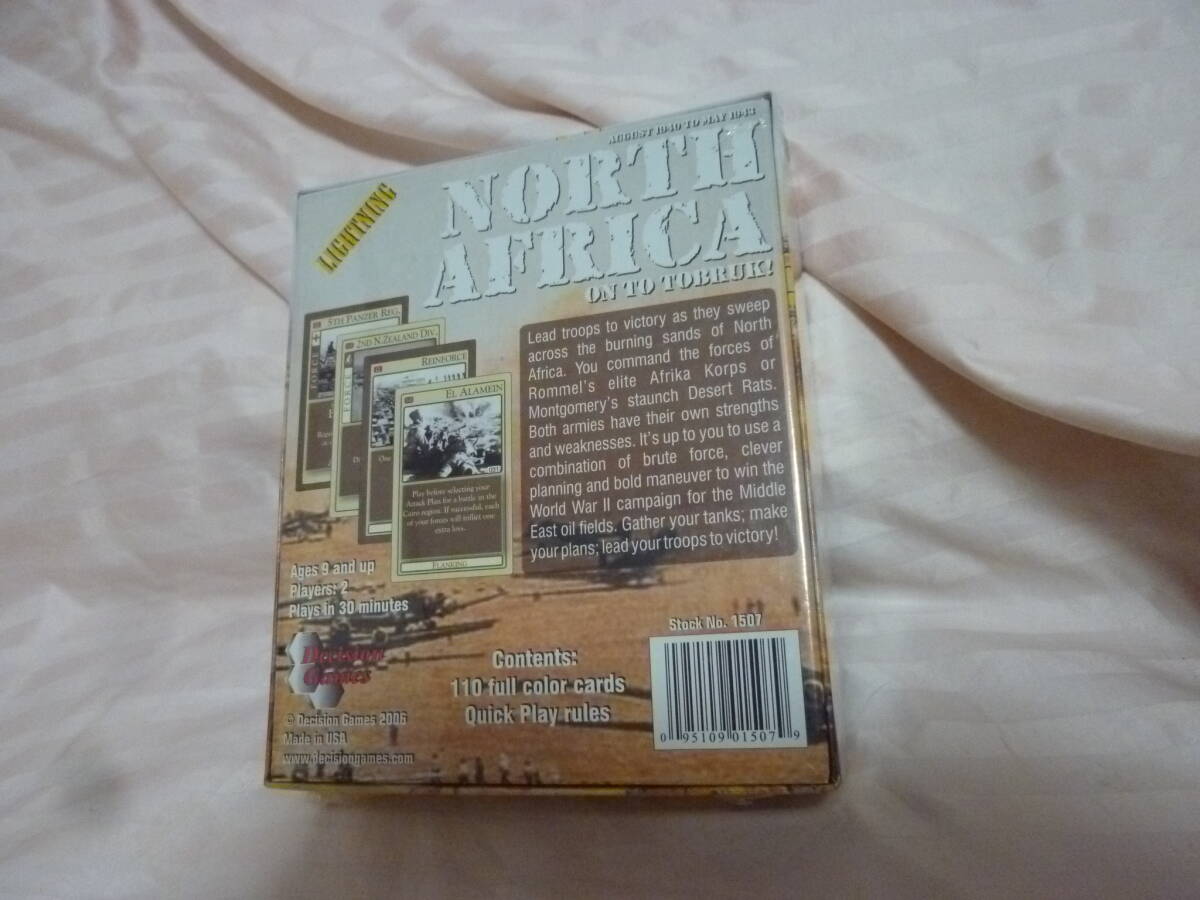 AUGUST 1940 TO MAY 1943
LIGHTNING
NORTH
AFRICA
ON TO TOBRUK!
5TH PANZER REG.
FORCE
2ND N.ZEALAND DIV.
FORCE
REINFORCE
EL ALAMEIN
021
Play before selecting your
Attack Plan for a battle in the
Cairo region. If successful, each
of your forces will inflict one
extra loss.
FLANKING
Lead troops to victory as they sweep
across the burning sands of North
Africa. You command the forces of
Rommel's elite Afrika Korps or
Montgomery's staunch Desert Rats.
Both armies have their own strengths
and weaknesses. It's up to you to use a
combination of brute force, clever
planning and bold maneuver to win the
World War II campaign for the Middle
East oil fields. Gather your tanks; make
your plans; lead your troops to victory!
Ages 9 and up
Players: 2
Plays in 30 minutes
Decision
Games
© Decision Games 2006
Made in USA
www.decisiongames.com
Contents:
110 full color cards
Quick Play rules
Stock No. 1507
0 95109 01507 9